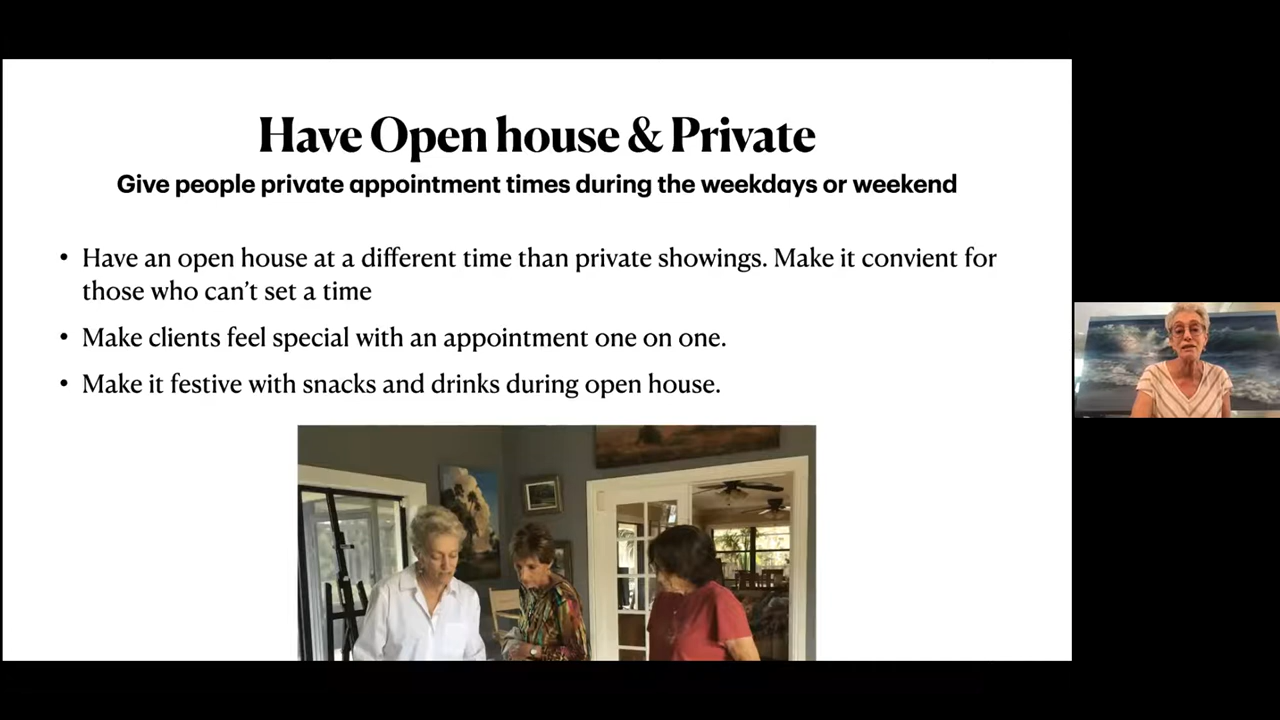 Have Open house & Private
Give people private appointment times during the weekdays or weekend
• Have an open house at a different time than private showings. Make it convient for
those who can't set a time
• Make clients feel special with an appointment one on one.
• Make it festive with snacks and drinks during open house.